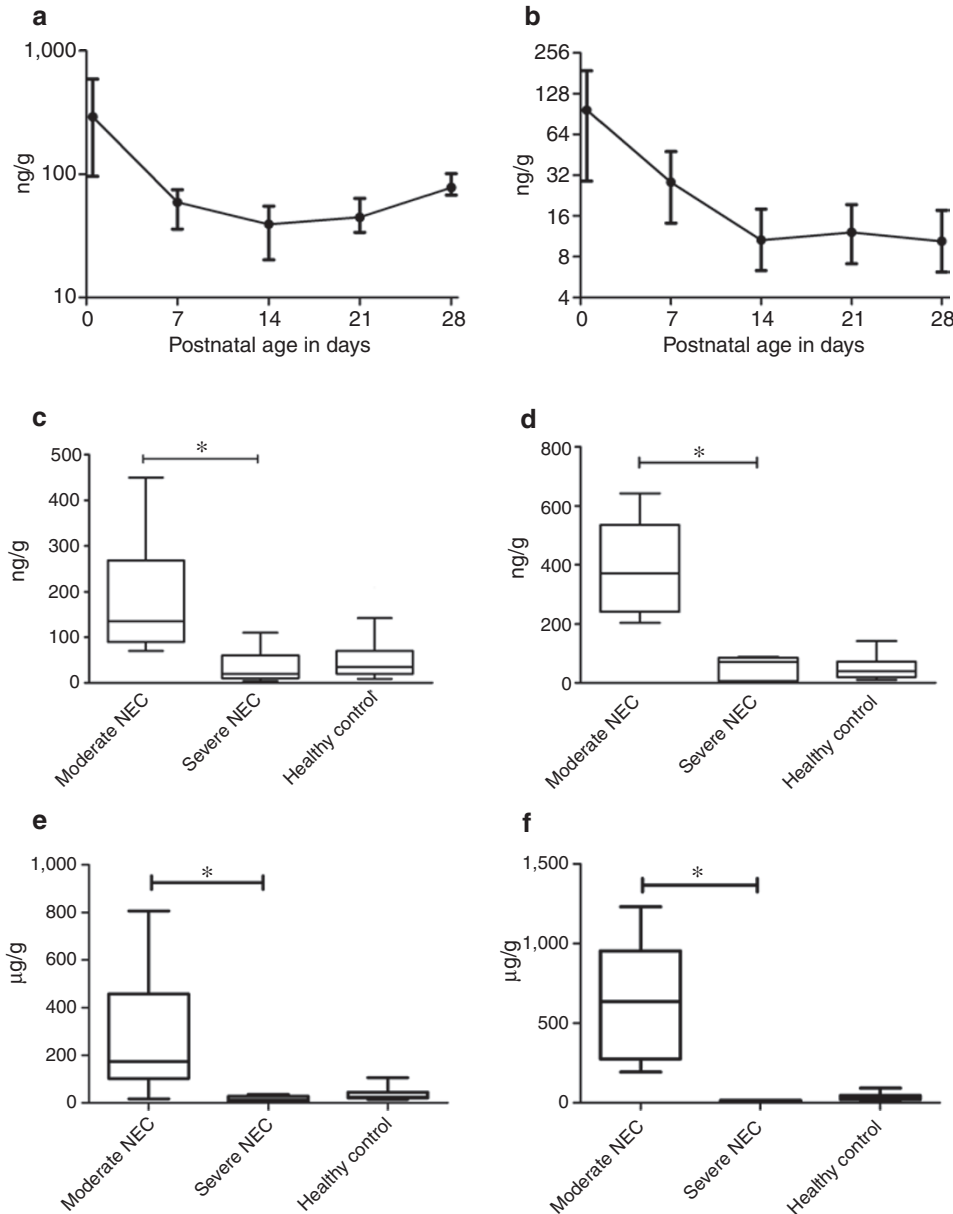 a
1,000
100
10
ng/g
0 7 14 21 28
Postnatal age in days
b
256
128
64
32
16
8
4
ng/g
0 7 14 21 28
Postnatal age in days
c
500
400
300
200
100
0
ng/g
*
Moderate NEC
Severe NEC
Healthy control
d
800
600
400
200
0
ng/g
*
Moderate NEC
Severe NEC
Healthy control
e
1,000
800
600
400
200
0
µg/g
*
Moderate NEC
Severe NEC
Healthy control
f
1,500
1,000
500
0
µg/g
*
Moderate NEC
Severe NEC
Healthy control